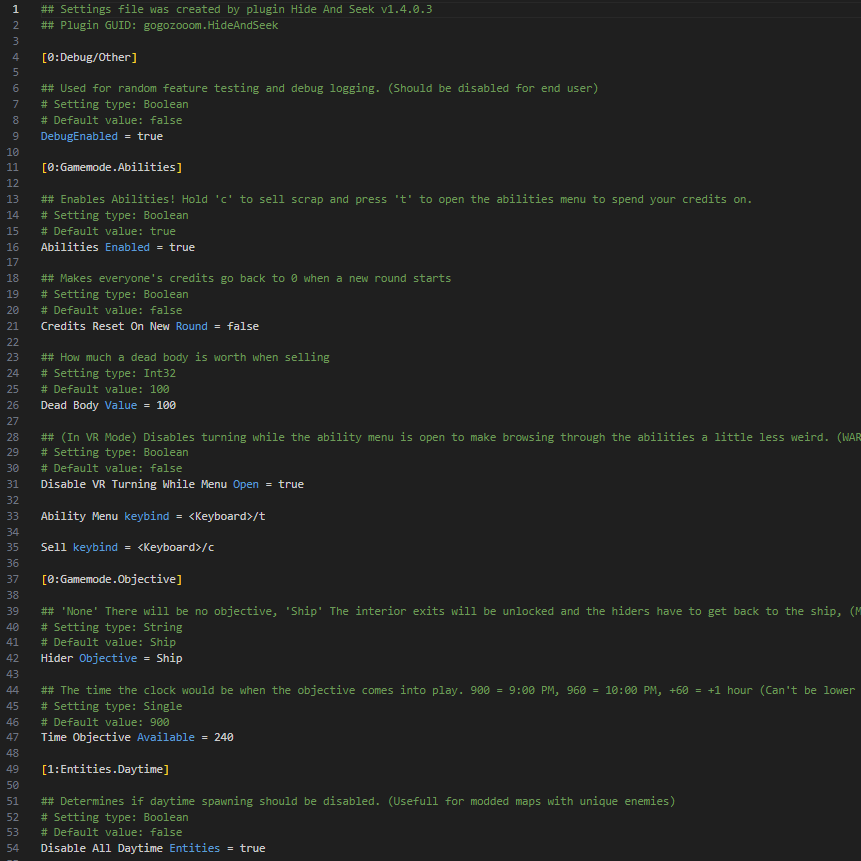 1 ## Settings file was created by plugin Hide And Seek v1.4.0.3
2 ## Plugin GUID: gogozooom.HideAndSeek
3
4 [0:Debug/Other]
5
6 ## Used for random feature testing and debug logging. (Should be disabled for end user)
7 # Setting type: Boolean
8 # Default value: false
9 DebugEnabled = true
10
11 [0:Gamemode.Abilities]
12
13 ## Enables Abilities! Hold 'c' to sell scrap and press 't' to open the abilities menu to spend your credits on.
14 # Setting type: Boolean
15 # Default value: true
16 Abilities Enabled = true
17
18 ## Makes everyone's credits go back to 0 when a new round starts
19 # Setting type: Boolean
20 # Default value: false
21 Credits Reset On New Round = false
22
23 ## How much a dead body is worth when selling
24 # Setting type: Int32
25 # Default value: 100
26 Dead Body Value = 100
27
28 ## (In VR Mode) Disables turning while the ability menu is open to make browsing through the abilities a little less weird. (WAR
29 # Setting type: Boolean
30 # Default value: false
31 Disable VR Turning While Menu Open = true
32
33 Ability Menu keybind = <Keyboard>/t
34
35 Sell keybind = <Keyboard>/c
36
37 [0:Gamemode.Objective]
38
39 ## 'None' There will be no objective, 'Ship' The interior exits will be unlocked and the hiders have to get back to the ship, (M
40 # Setting type: String
41 # Default value: Ship
42 Hider Objective = Ship
43
44 ## The time the clock would be when the objective comes into play. 900 = 9:00 PM, 960 = 10:00 PM, +60 = +1 hour (Can't be lower
45 # Setting type: Single
46 # Default value: 900
47 Time Objective Available = 240
48
49 [1:Entities.Daytime]
50
51 ## Determines if daytime spawning should be disabled. (Usefull for modded maps with unique enemies)
52 # Setting type: Boolean
53 # Default value: false
54 Disable All Daytime Entities = true